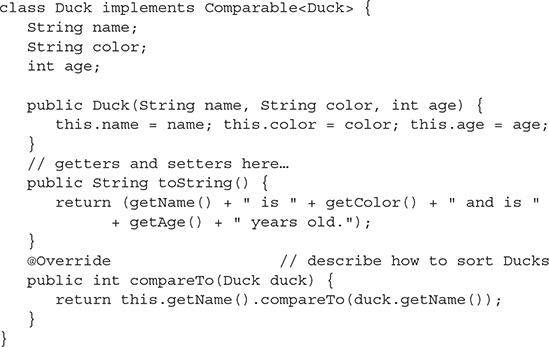 class Duck implements Comparable<Duck> {
   String name;
   String color;
   int age;

   public Duck(String name, String color, int age) {
      this.name = name; this.color = color; this.age = age;
   }
   // getters and setters here…
   public String toString() {
      return (getName() + " is " + getColor() + " and is "
           + getAge() + " years old.");
   }
   @Override                 // describe how to sort Ducks
   public int compareTo(Duck duck) {
      return this.getName().compareTo(duck.getName());
   }
}